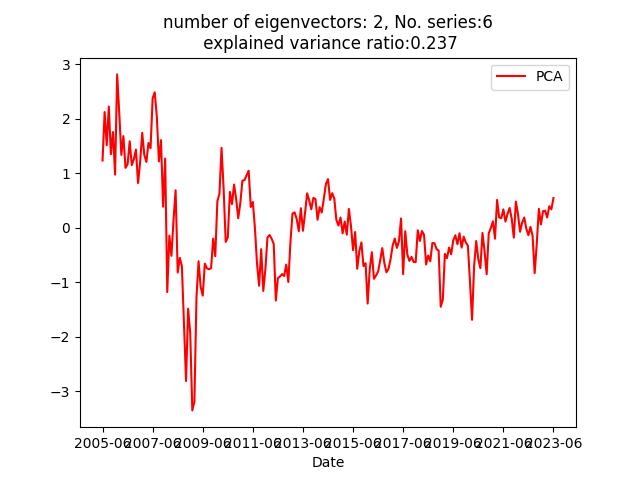 number of eigenvectors: 2, No. series:6
explained variance ratio:0.237
PCA
3
2
1
0
−1
−2
−3
2005-06 2007-06 2009-06 2011-06 2013-06 2015-06 2017-06 2019-06 2021-06 2023-06
Date